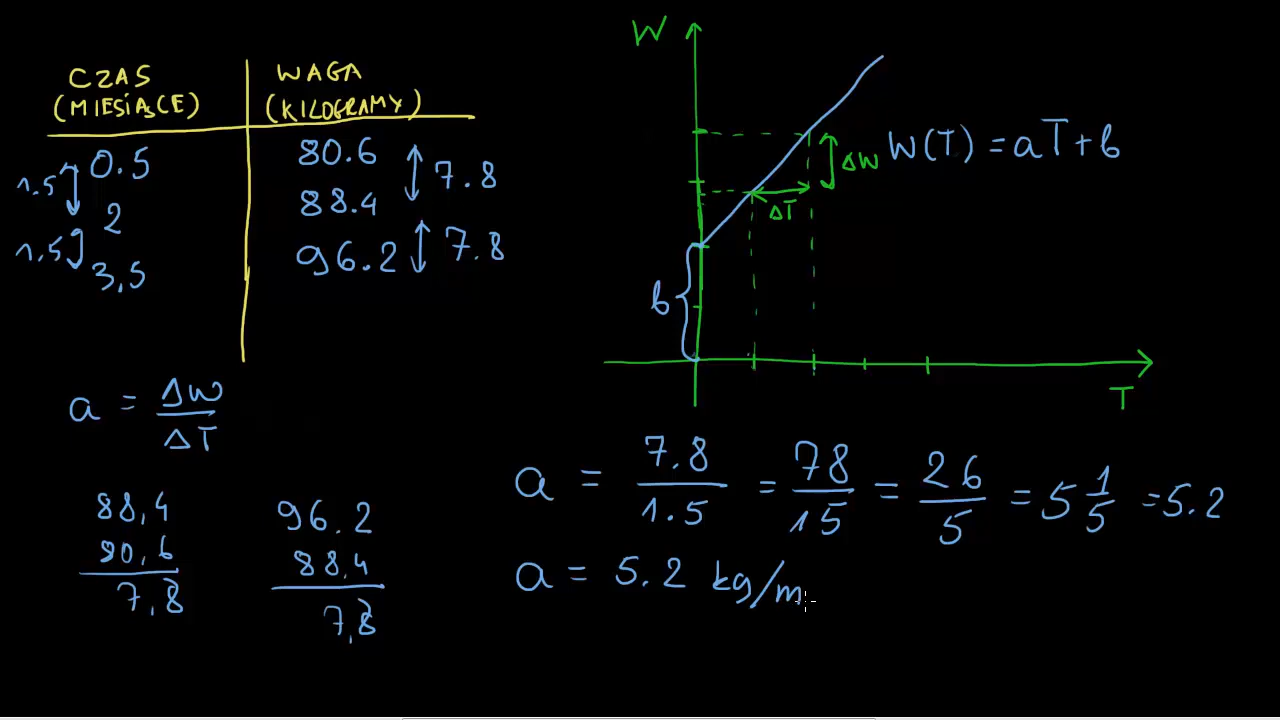 CZAS
(MIESIĄCE)
WAGA
(KILOGRAMY)
0.5
80.6
1.5
7.8
2
88.4
1.5
7.8
3,5
96.2
W
ΔW
W(T) = aT + b
ΔT
b
T
a = ΔW / ΔT
88,4
80,6
7,8
96.2
88,4
7,8
a = 7.8 / 1.5 = 78 / 15 = 26 / 5 = 5 1/5 = 5.2
a = 5.2 kg/m